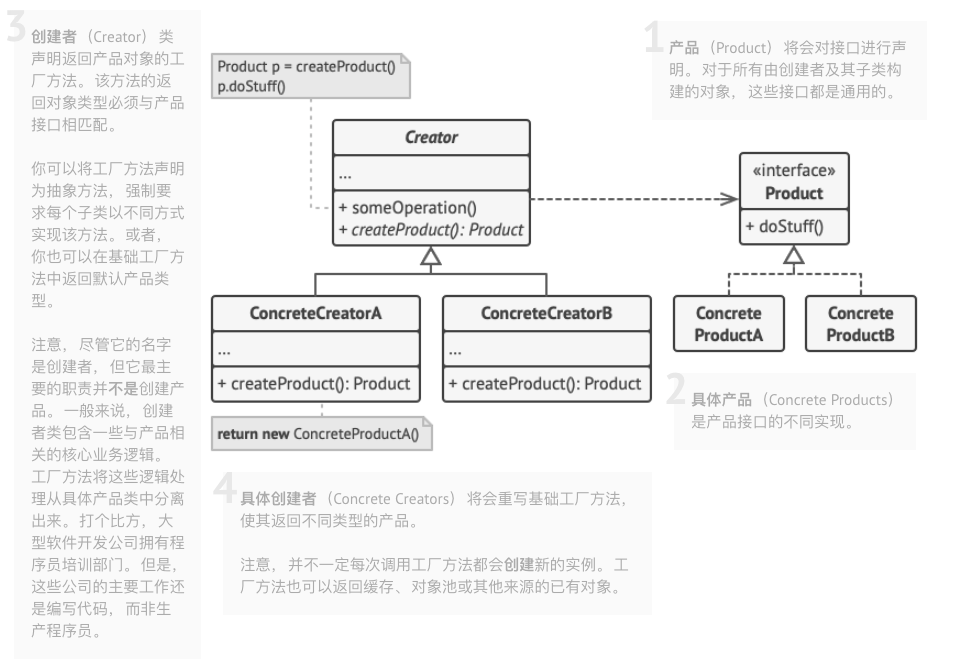 3
创建者 （Creator） 类
声明返回产品对象的工
厂方法。 该方法的返
回对象类型必须与产品
接口相匹配。
你可以将工厂方法声明
为抽象方法， 强制要
求每个子类以不同方式
实现该方法。 或者，
你也可以在基础工厂方
法中返回默认产品类
型。
注意， 尽管它的名字
是创建者， 但它最主
要的职责并不是创建产
品。 一般来说， 创建
者类包含一些与产品相
关的核心业务逻辑。
工厂方法将这些逻辑处
理从具体产品类中分离
出来。 打个比方， 大
型软件开发公司拥有程
序员培训部门。 但是，
这些公司的主要工作还
是编写代码， 而非生
产程序员。
Product p = createProduct()
p.doStuff()
Creator
...
+ someOperation()
+ createProduct(): Product
ConcreteCreatorA
...
+ createProduct(): Product
ConcreteCreatorB
...
+ createProduct(): Product
return new ConcreteProductA()
1
产品 （Product） 将会对接口进行声
明。 对于所有由创建者及其子类构
建的对象， 这些接口都是通用的。
«interface»
Product
+ doStuff()
Concrete
ProductA
Concrete
ProductB
2
具体产品 （Concrete Products）
是产品接口的不同实现。
4
具体创建者 （Concrete Creators） 将会重写基础工厂方法，
使其返回不同类型的产品。
注意， 并不一定每次调用工厂方法都会创建新的实例。 工
厂方法也可以返回缓存、 对象池或其他来源的已有对象。